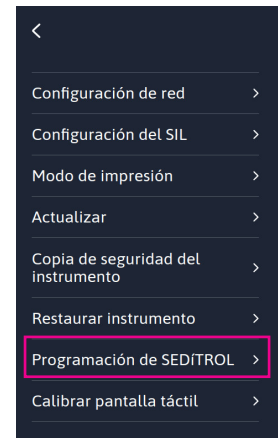 Configuración de red
Configuración del SIL
Modo de impresión
Actualizar
Copia de seguridad del
instrumento
Restaurar instrumento
Programación de SEDíTROL
Calibrar pantalla táctil